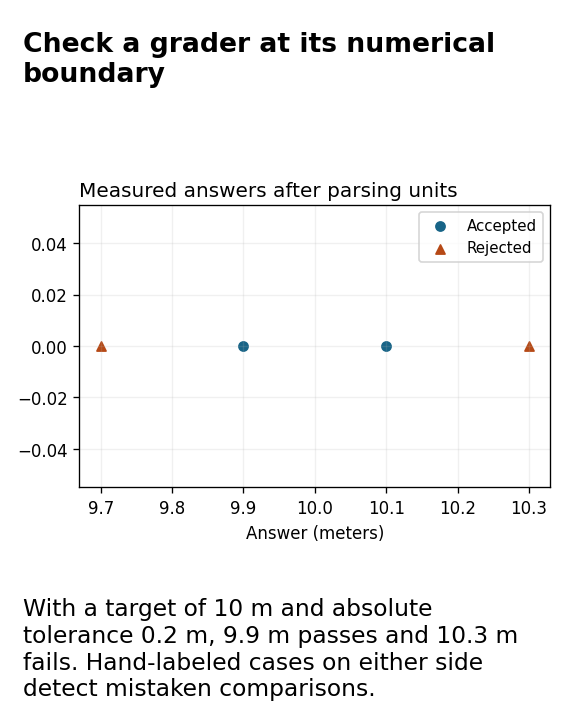 Check a grader at its numerical
boundary
Measured answers after parsing units
Accepted
Rejected
0.04
0.02
0.00
−0.02
−0.04
9.7 9.8 9.9 10.0 10.1 10.2 10.3
Answer (meters)
With a target of 10 m and absolute
tolerance 0.2 m, 9.9 m passes and 10.3 m
fails. Hand-labeled cases on either side
detect mistaken comparisons.